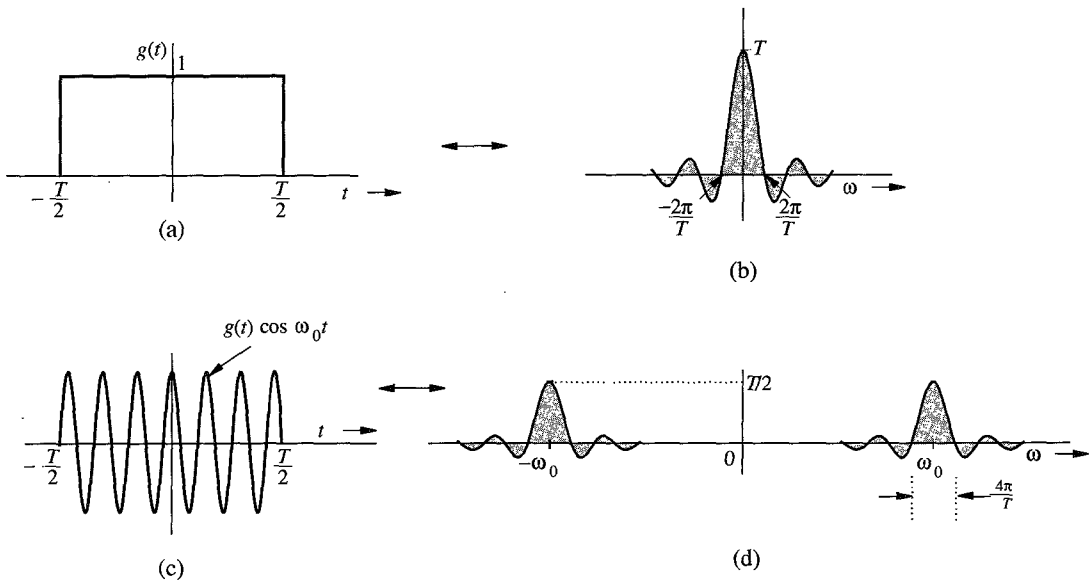 g(t)
1
-T/2
T/2
t
(a)
T
-2π/T
2π/T
ω
(b)
g(t) cos ω₀t
-T/2
T/2
t
(c)
T/2
-ω₀
0
ω₀
ω
4π/T
(d)